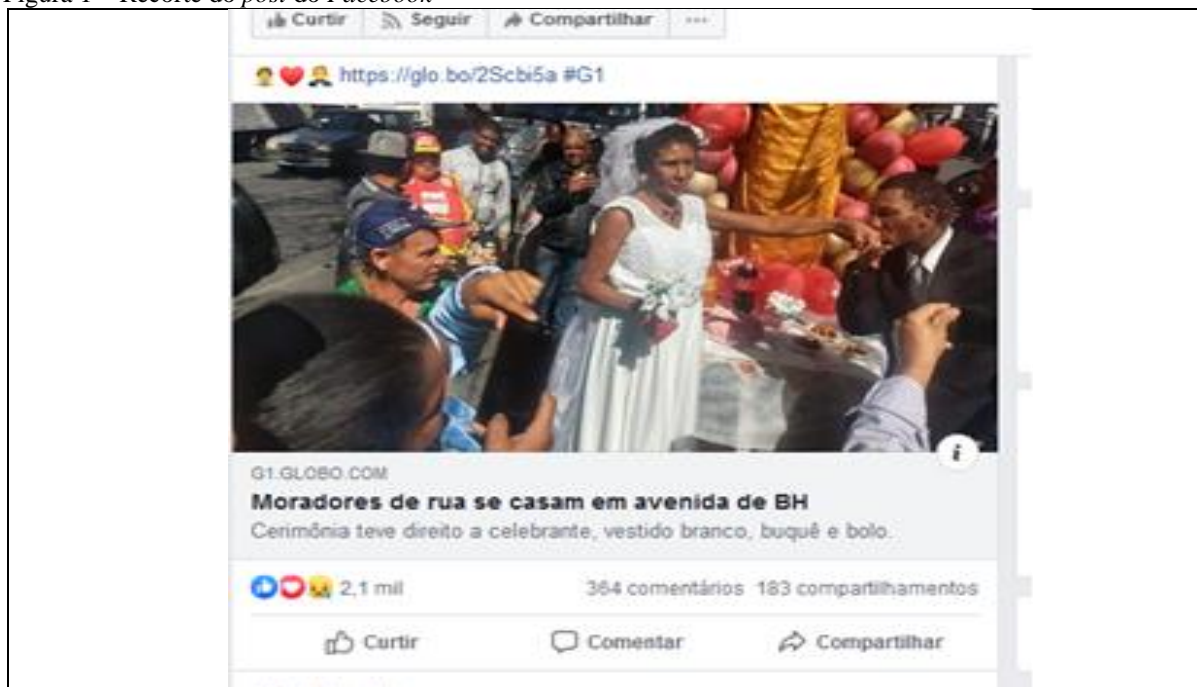 Figura 1 – Recorte do post do Facebook
Curtir Seguir Compartilhar ...
https://glo.bo/2Scbi5a #G1
i
G1.GLOBO.COM
Moradores de rua se casam em avenida de BH
Cerimônia teve direito a celebrante, vestido branco, buquê e bolo.
2,1 mil 364 comentários 183 compartilhamentos
Curtir Comentar Compartilhar